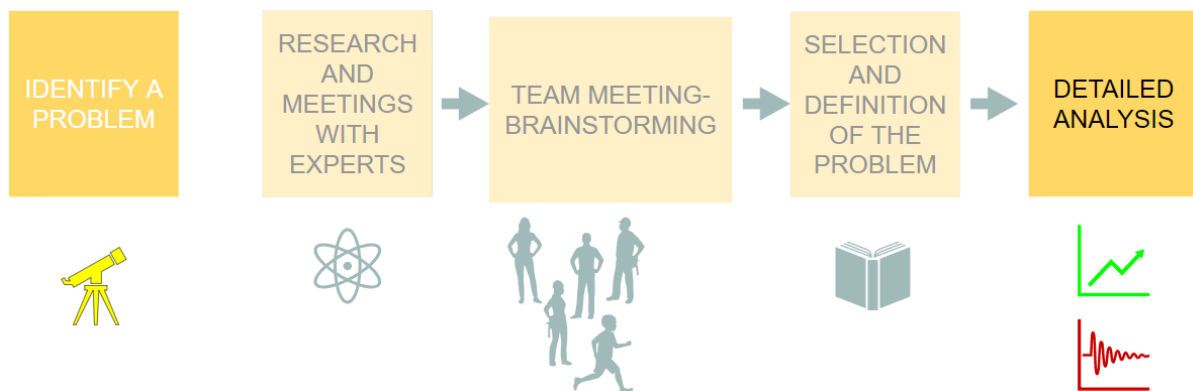 IDENTIFY A
PROBLEM
RESEARCH
AND
MEETINGS
WITH
EXPERTS
TEAM MEETING-
BRAINSTORMING
SELECTION
AND
DEFINITION
OF THE
PROBLEM
DETAILED
ANALYSIS